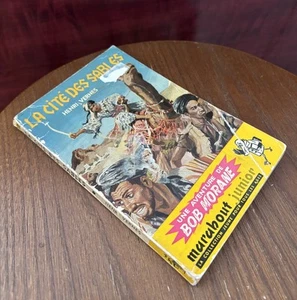 LA CITÉ DES SABLES
HENRI VERNES
UNE AVENTURE DE
BOB MORANE
marabout junior